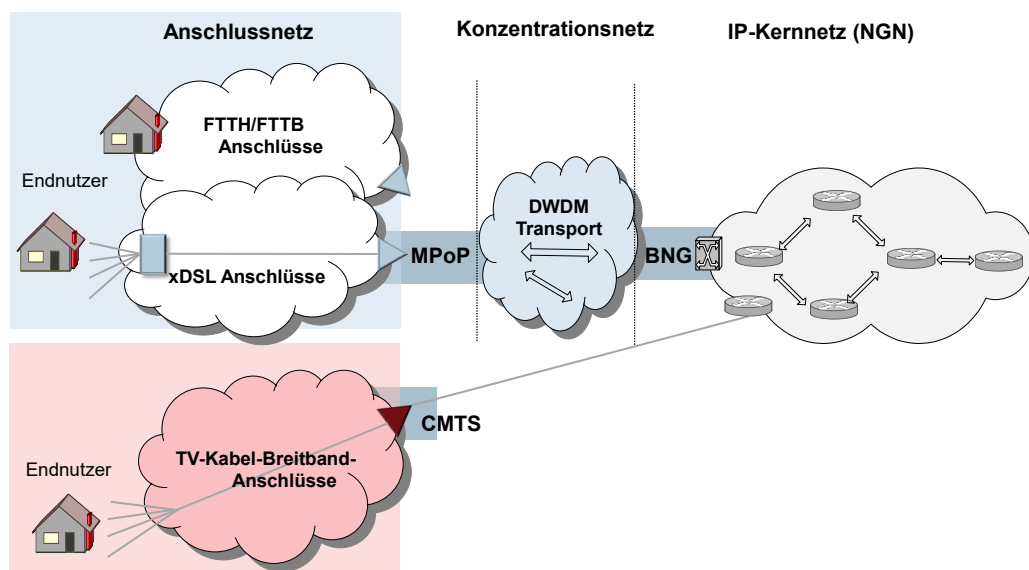 Anschlussnetz
Konzentrationsnetz
IP-Kernnetz (NGN)
FTTH/FTTB
Anschlüsse
Endnutzer
DWDM
Transport
MPoP
BNG
xDSL Anschlüsse
CMTS
TV-Kabel-Breitband-
Anschlüsse
Endnutzer